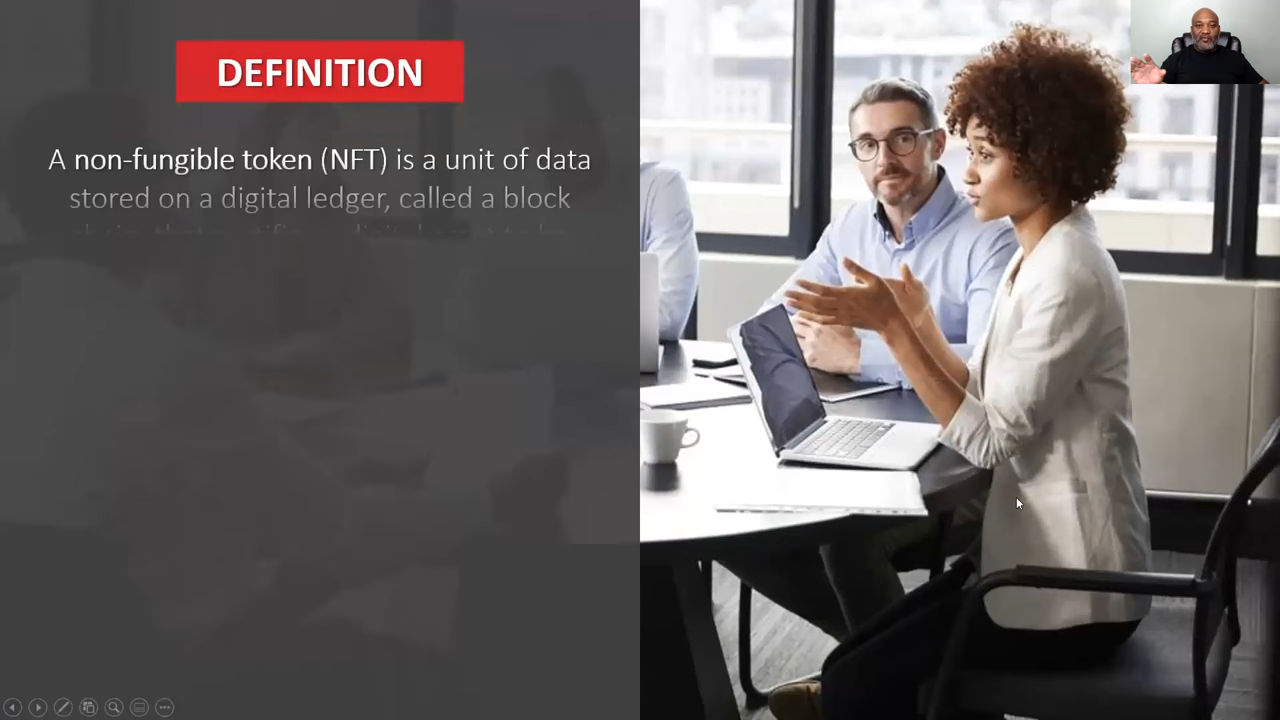 DEFINITION
A non-fungible token (NFT) is a unit of data
stored on a digital ledger, called a block